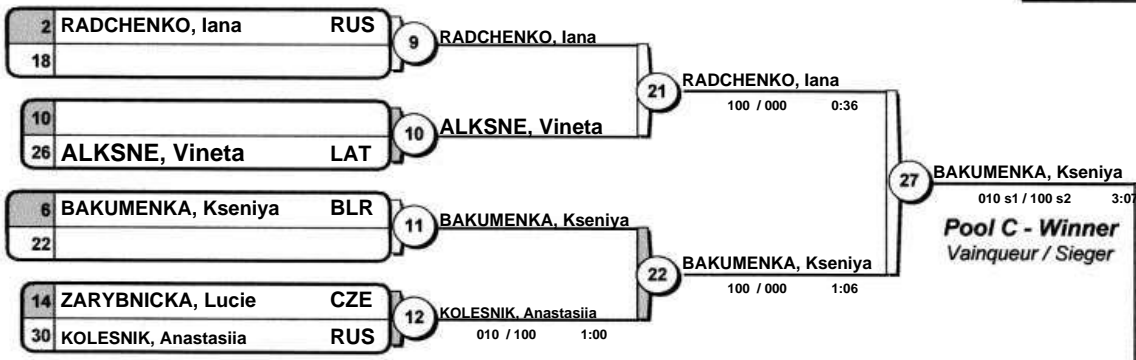 2 RADCHENKO, Iana RUS
18
9 RADCHENKO, Iana
10
26 ALKSNE, Vineta LAT
10 ALKSNE, Vineta
21 RADCHENKO, Iana
100 / 000 0:36
6 BAKUMENKA, Kseniya BLR
22
11 BAKUMENKA, Kseniya
14 ZARYBNICKA, Lucie CZE
30 KOLESNIK, Anastasiia RUS
12 KOLESNIK, Anastasiia
010 / 100 1:00
22 BAKUMENKA, Kseniya
100 / 000 1:06
27 BAKUMENKA, Kseniya
010 s1 / 100 s2 3:07
Pool C - Winner
Vainqueur / Sieger